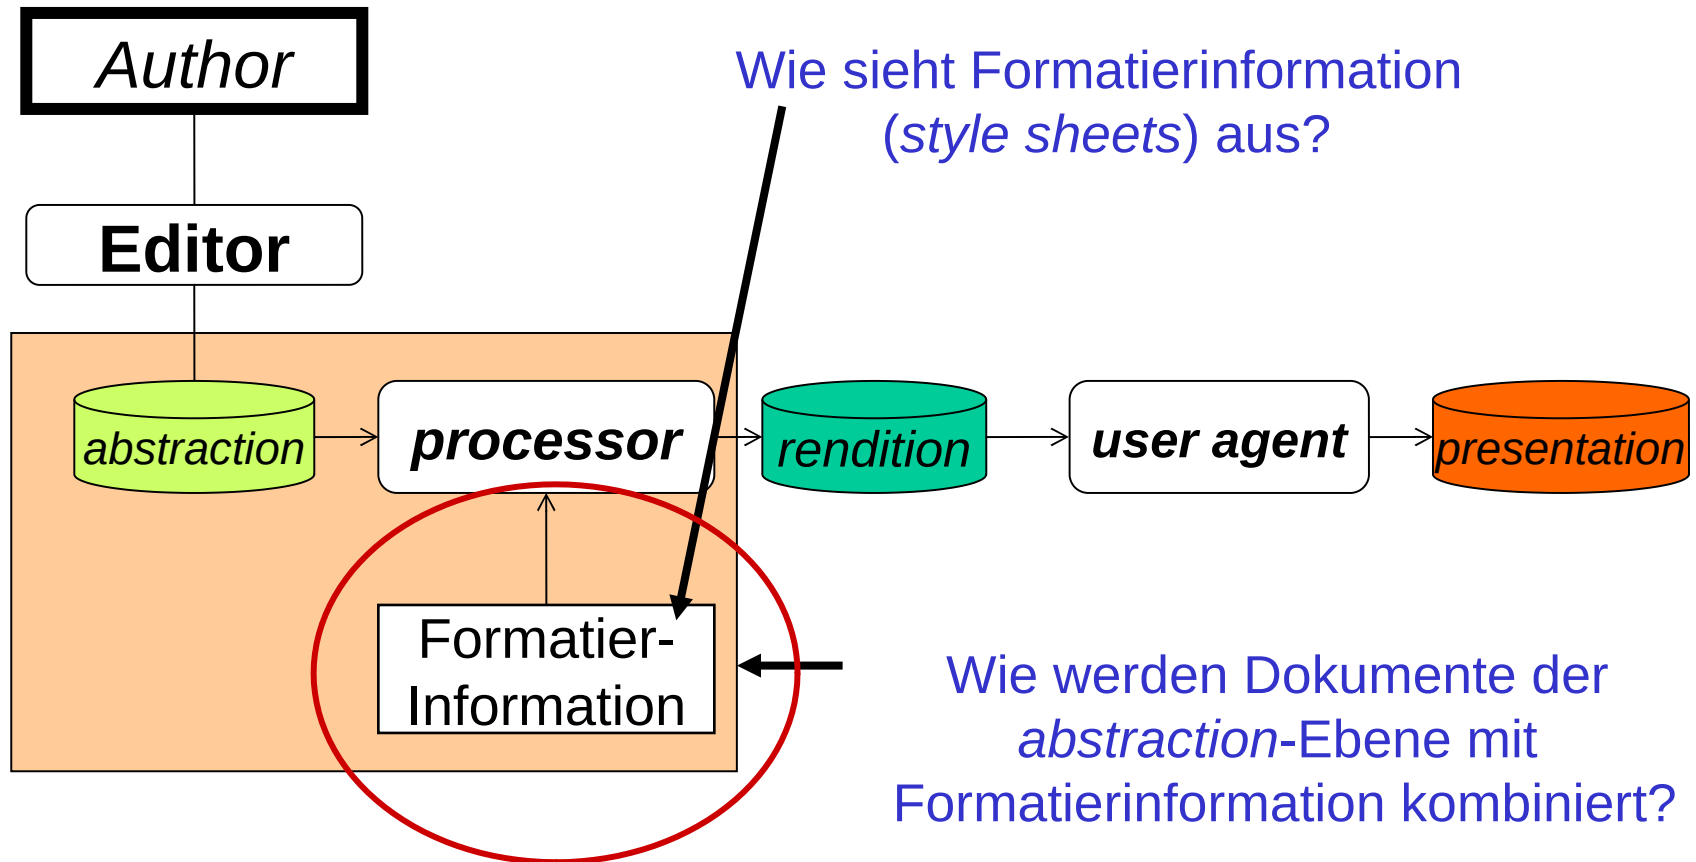 Author
Wie sieht Formatierinformation
(style sheets) aus?
Editor
abstraction
processor
rendition
user agent
presentation
Formatier-
Information
Wie werden Dokumente der
abstraction-Ebene mit
Formatierinformation kombiniert?